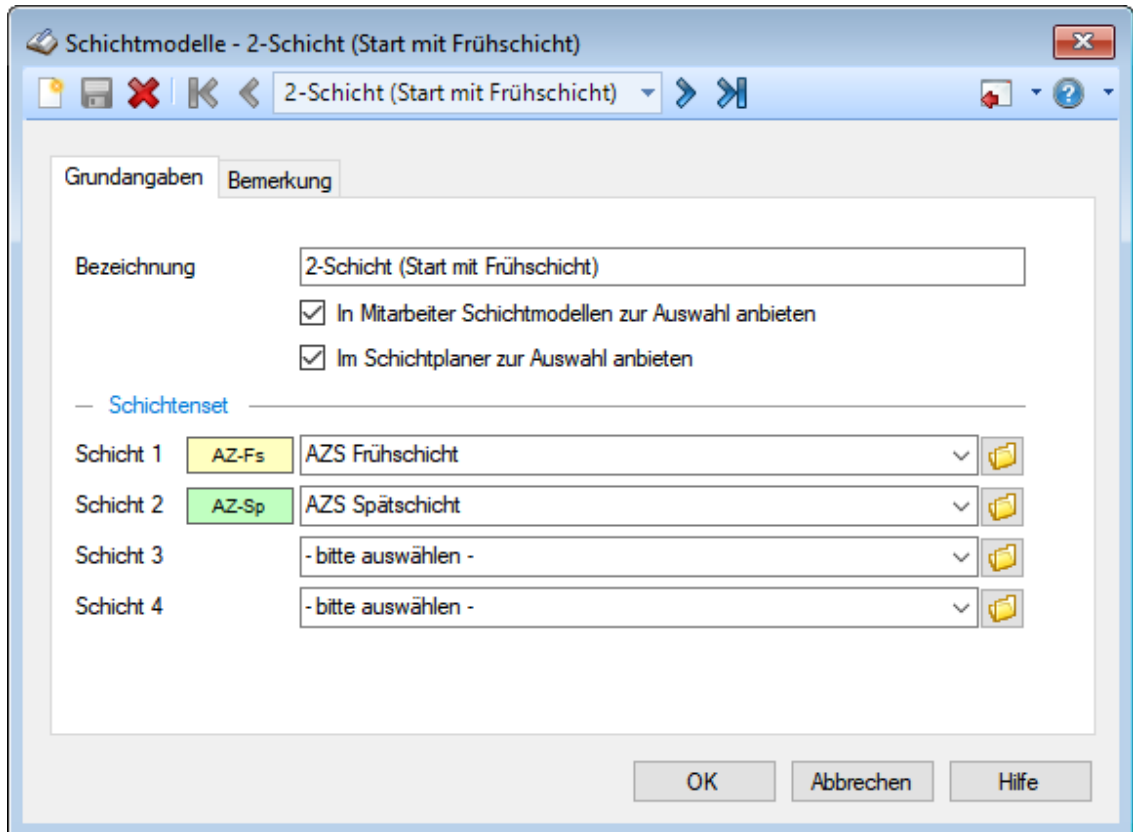 Schichtmodelle - 2-Schicht (Start mit Frühschicht)
2-Schicht (Start mit Frühschicht)
Grundangaben Bemerkung
Bezeichnung 2-Schicht (Start mit Frühschicht)
In Mitarbeiter Schichtmodellen zur Auswahl anbieten
Im Schichtplaner zur Auswahl anbieten
Schichtenset
Schicht 1 AZ-Fs AZS Frühschicht
Schicht 2 AZ-Sp AZS Spätschicht
Schicht 3 - bitte auswählen -
Schicht 4 - bitte auswählen -
OK Abbrechen Hilfe